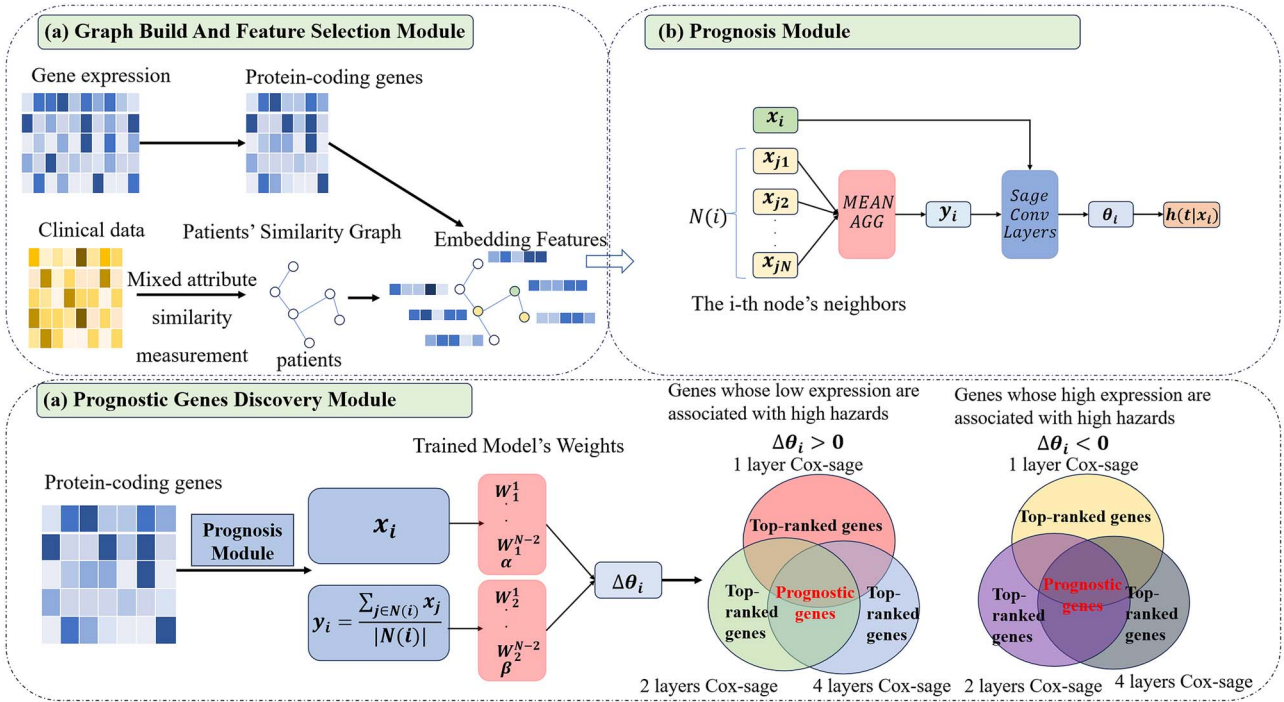 (a) Graph Build And Feature Selection Module
Gene expression
Protein-coding genes
Clinical data
Mixed attribute
similarity
measurement
Patients' Similarity Graph
patients
Embedding Features
(b) Prognosis Module
x_i
N(i)
x_{j1}
x_{j2}
x_{jN}
MEAN
AGG
y_i
Sage
Conv
Layers
θ_i
h(t|x_i)
The i-th node's neighbors
(a) Prognostic Genes Discovery Module
Protein-coding genes
Prognosis
Module
x_i
y_i = ∑_{j∈N(i)} x_j / |N(i)|
Trained Model's Weights
W_1^1
.
.
W_1^{N-2}
α
W_2^1
.
.
W_2^{N-2}
β
Δθ_i
Genes whose low expression are
associated with high hazards
Δθ_i > 0
1 layer Cox-sage
Top-ranked genes
Top-
ranked
genes
Prognostic
genes
Top-
ranked
genes
2 layers Cox-sage
4 layers Cox-sage
Genes whose high expression are
associated with high hazards
Δθ_i < 0
1 layer Cox-sage
Top-ranked genes
Top-
ranked
genes
Prognostic
genes
Top-
ranked
genes
2 layers Cox-sage
4 layers Cox-sage